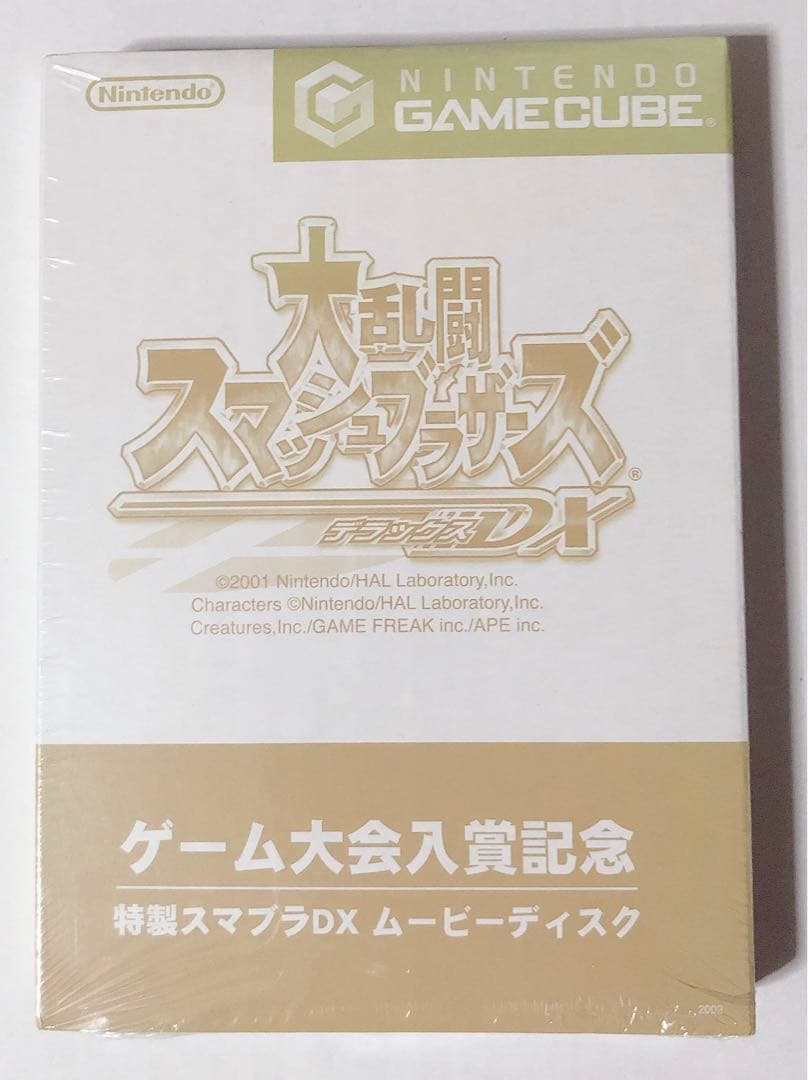 Nintendo
NINTENDO
GAMECUBE®
大乱闘
スマッシュブラザーズ®
デラックスDX
©2001 Nintendo/HAL Laboratory,Inc.
Characters ©Nintendo/HAL Laboratory,Inc.
Creatures,Inc./GAME FREAK inc./APE inc.
ゲーム大会入賞記念
特製スマブラDX ムービーディスク